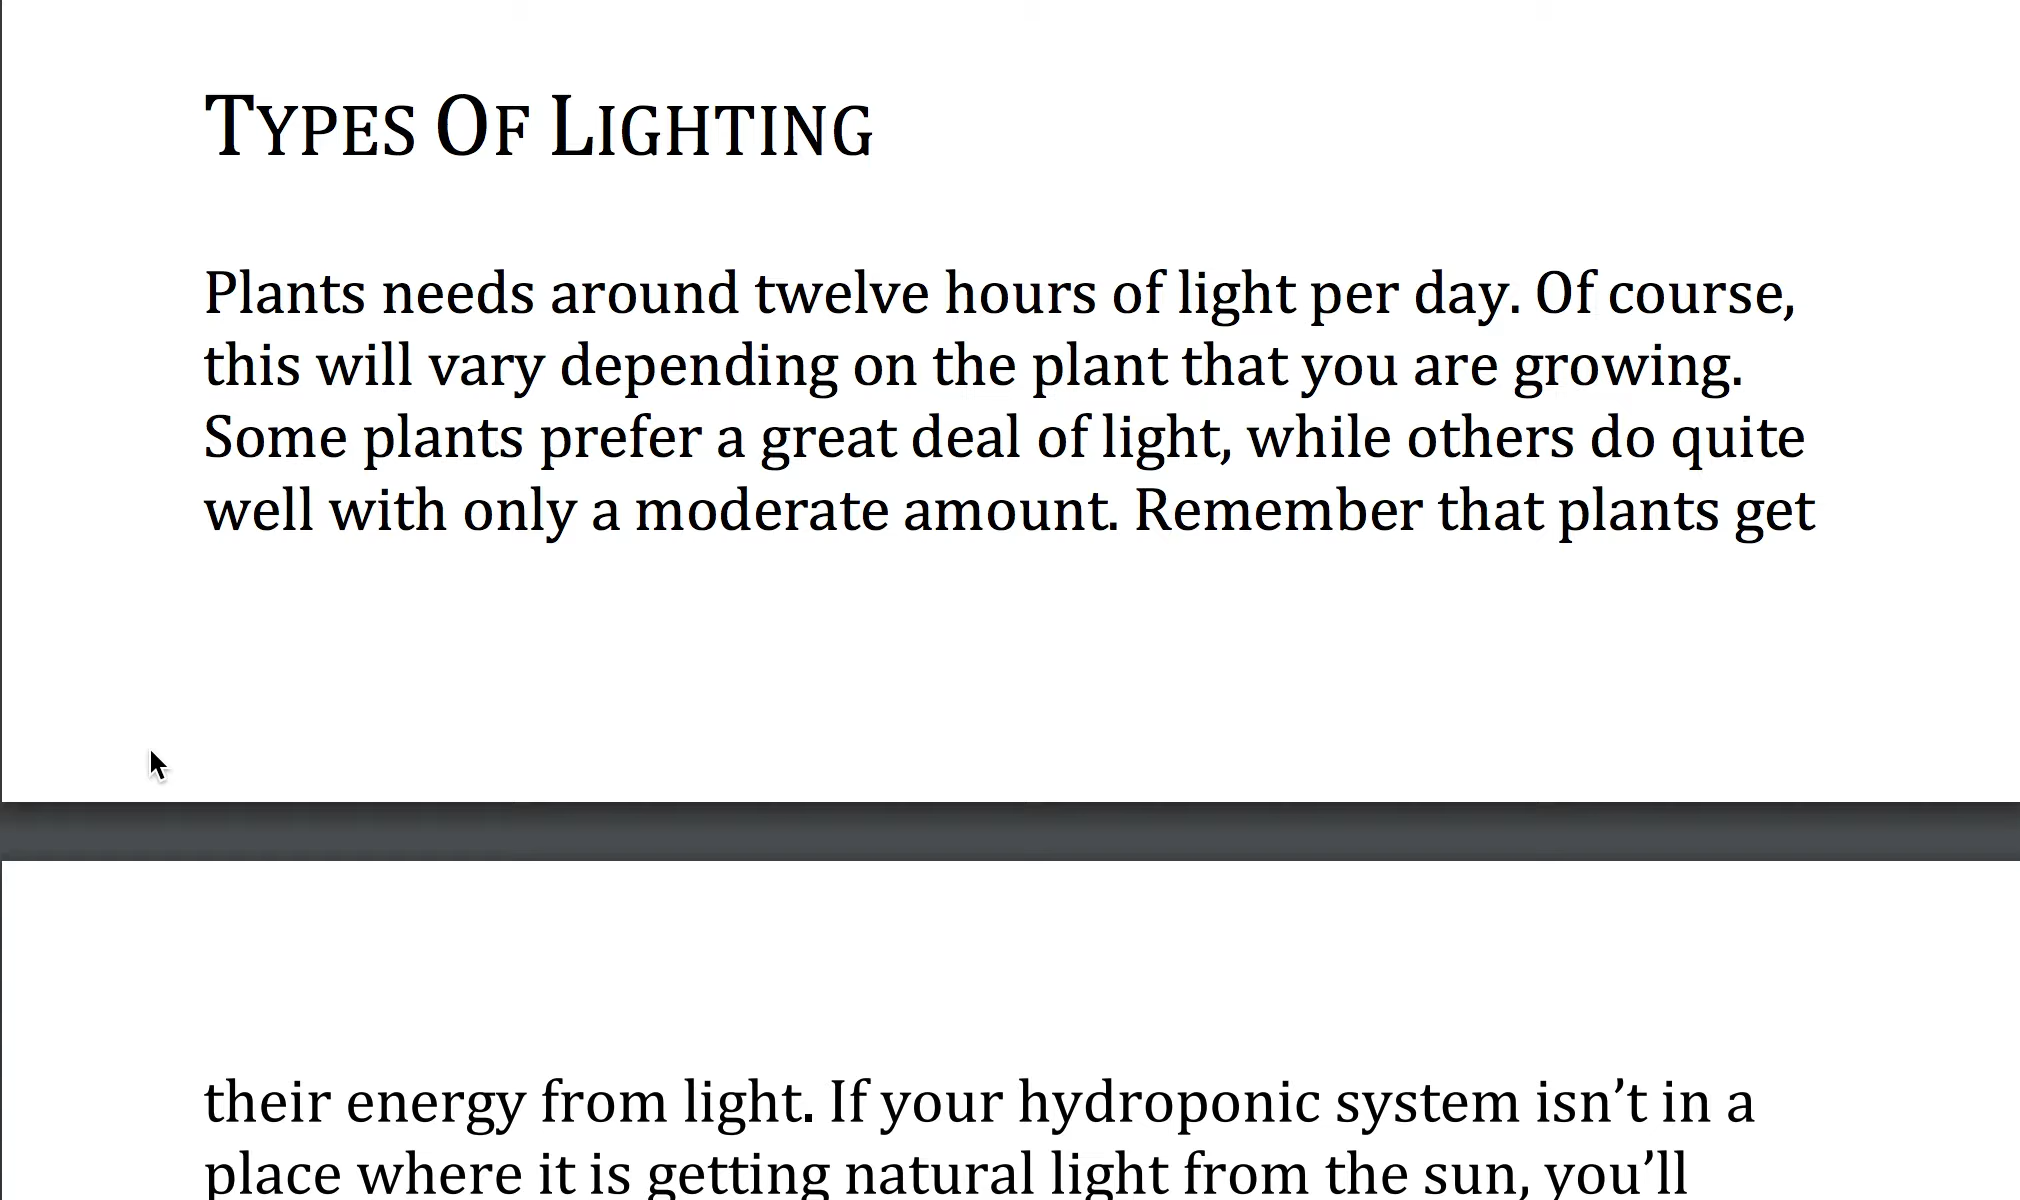 TYPES OF LIGHTING
Plants needs around twelve hours of light per day. Of course,
this will vary depending on the plant that you are growing.
Some plants prefer a great deal of light, while others do quite
well with only a moderate amount. Remember that plants get
their energy from light. If your hydroponic system isn’t in a
place where it is getting natural light from the sun, you’ll